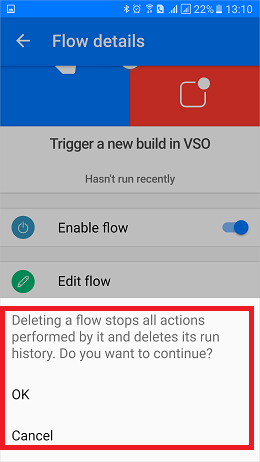 22% 13:10
Flow details
Trigger a new build in VSO
Hasn't run recently
Enable flow
Edit flow
Deleting a flow stops all actions
performed by it and deletes its run
history. Do you want to continue?
OK
Cancel